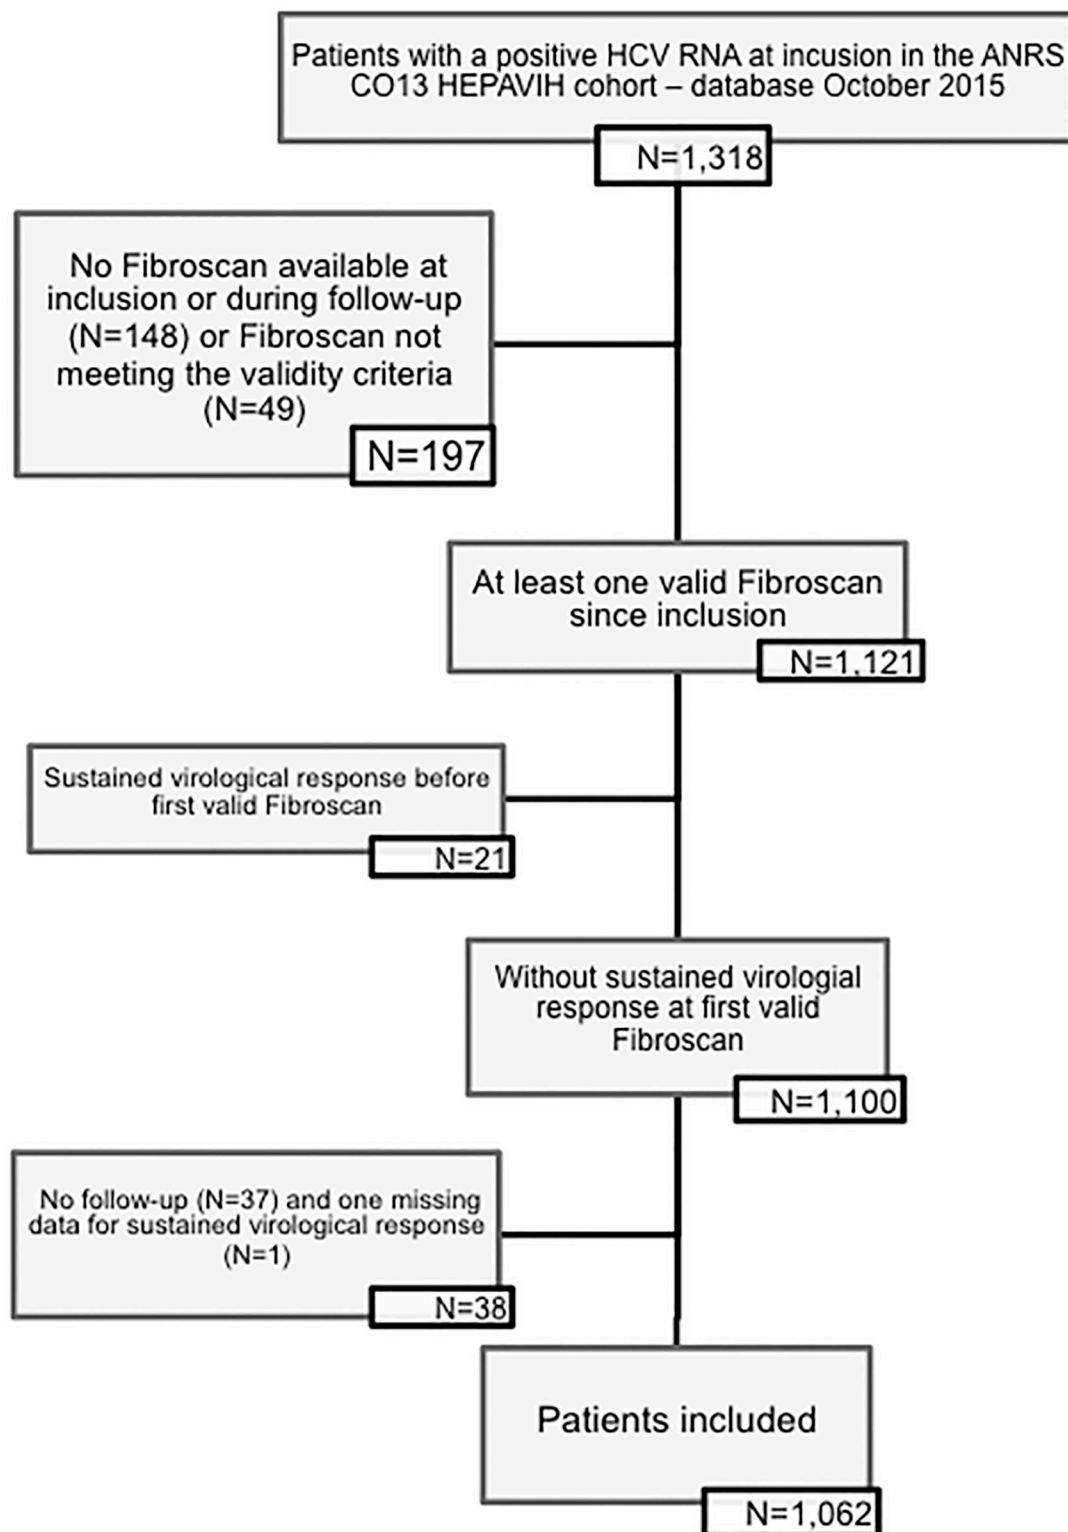 Patients with a positive HCV RNA at incusion in the ANRS
CO13 HEPAVIH cohort – database October 2015
N=1,318
No Fibroscan available at
inclusion or during follow-up
(N=148) or Fibroscan not
meeting the validity criteria
(N=49)
N=197
At least one valid Fibroscan
since inclusion
N=1,121
Sustained virological response before
first valid Fibroscan
N=21
Without sustained virologial
response at first valid
Fibroscan
N=1,100
No follow-up (N=37) and one missing
data for sustained virological response
(N=1)
N=38
Patients included
N=1,062